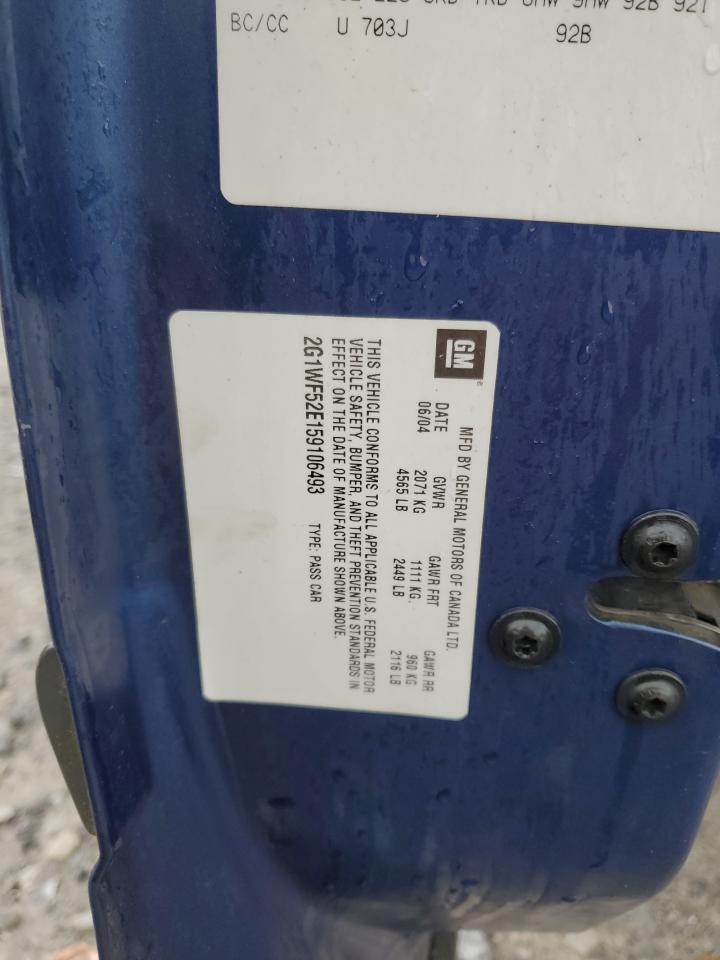 BC/CC U 703J 92B
GM
MFD BY GENERAL MOTORS OF CANADA LTD.
DATE GVWR GAWR FRT GAWR RR
06/04 2071 KG 1111 KG 960 KG
4565 LB 2449 LB 2116 LB
THIS VEHICLE CONFORMS TO ALL APPLICABLE U.S. FEDERAL MOTOR
VEHICLE SAFETY, BUMPER, AND THEFT PREVENTION STANDARDS IN
EFFECT ON THE DATE OF MANUFACTURE SHOWN ABOVE.
2G1WF52E159106493 TYPE: PASS CAR